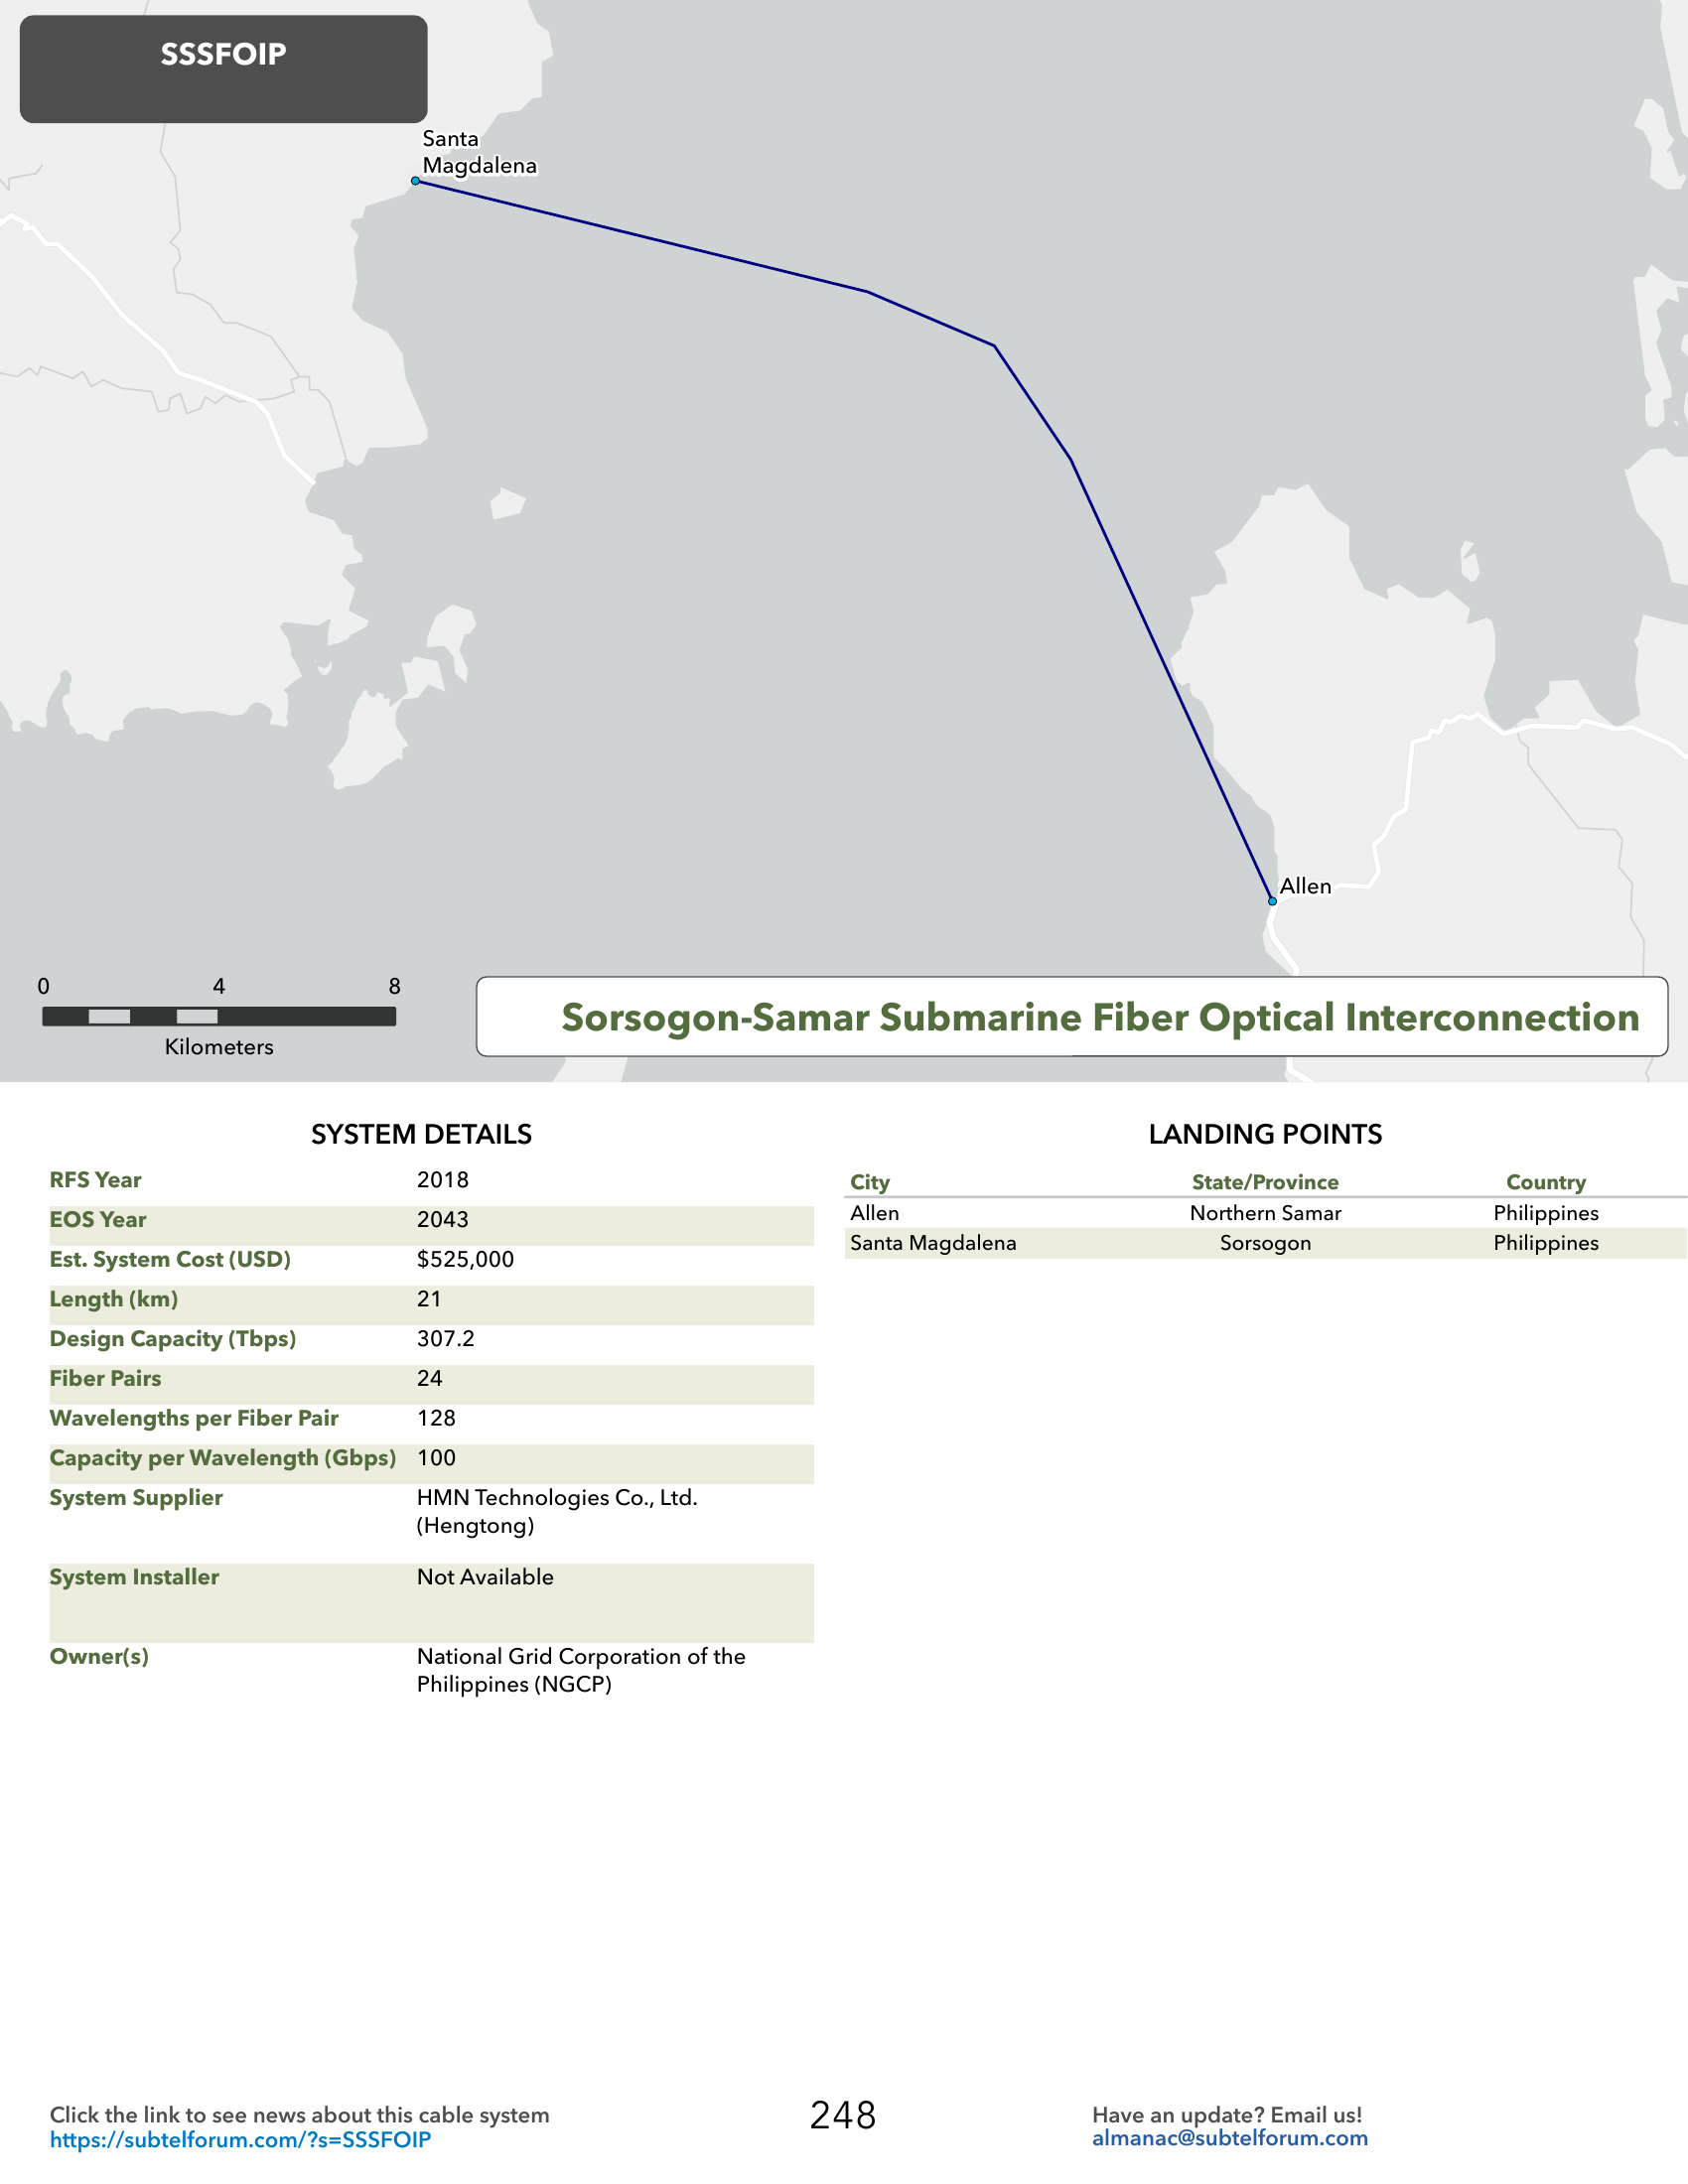 SSSFOIP
Santa
Magdalena
Allen
0 4 8
Kilometers
Sorsogon-Samar Submarine Fiber Optical Interconnection
SYSTEM DETAILS
RFS Year 2018
EOS Year 2043
Est. System Cost (USD) $525,000
Length (km) 21
Design Capacity (Tbps) 307.2
Fiber Pairs 24
Wavelengths per Fiber Pair 128
Capacity per Wavelength (Gbps) 100
System Supplier HMN Technologies Co., Ltd.
(Hengtong)
System Installer Not Available
Owner(s) National Grid Corporation of the
Philippines (NGCP)
LANDING POINTS
City State/Province Country
Allen Northern Samar Philippines
Santa Magdalena Sorsogon Philippines
Click the link to see news about this cable system
https://subtelforum.com/?s=SSSFOIP
248
Have an update? Email us!
almanac@subtelforum.com